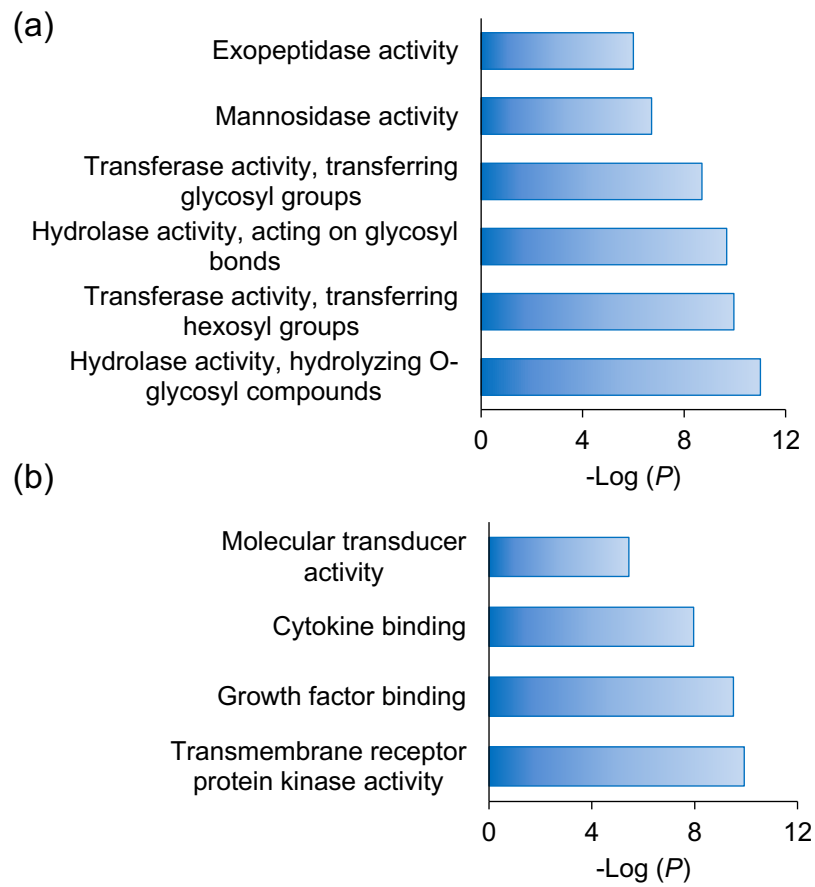 (a)
Exopeptidase activity
Mannosidase activity
Transferase activity, transferring
glycosyl groups
Hydrolase activity, acting on glycosyl
bonds
Transferase activity, transferring
hexosyl groups
Hydrolase activity, hydrolyzing O-
glycosyl compounds
0 4 8 12
-Log (P)
(b)
Molecular transducer
activity
Cytokine binding
Growth factor binding
Transmembrane receptor
protein kinase activity
0 4 8 12
-Log (P)